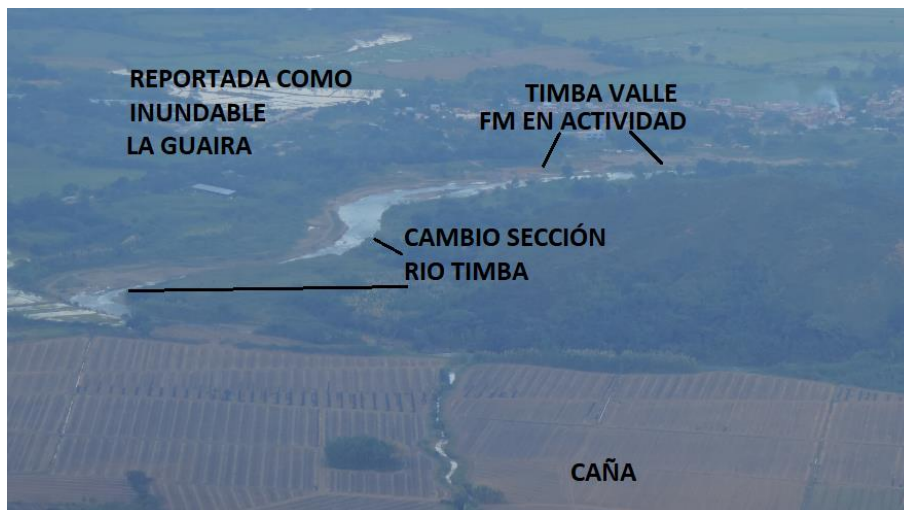 REPORTADA COMO
INUNDABLE
LA GUAIRA
TIMBA VALLE
FM EN ACTIVIDAD
CAMBIO SECCIÓN
RIO TIMBA
CAÑA